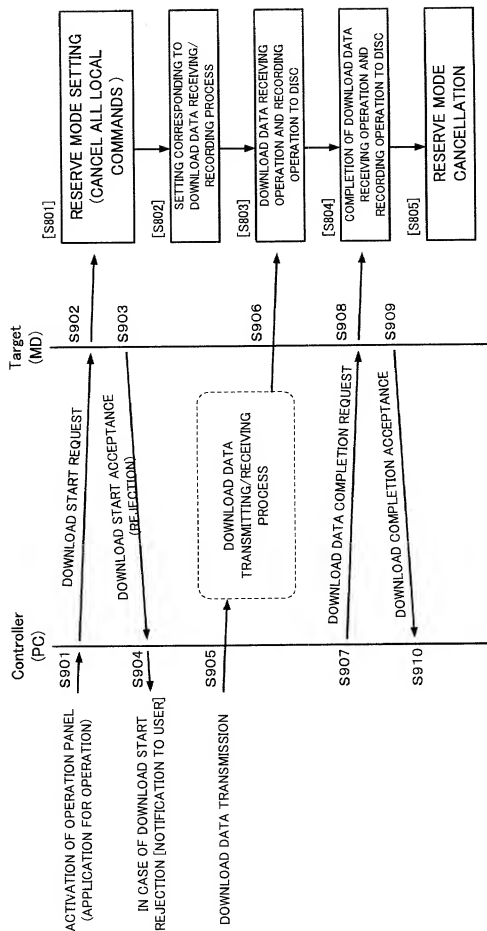 Controller
(PC)
Target
(MD)
ACTIVATION OF OPERATION PANEL
(APPLICATION FOR OPERATION)
S901
DOWNLOAD START REQUEST
S902
[S801]
RESERVE MODE SETTING
(CANCEL ALL LOCAL
COMMANDS )
S903
DOWNLOAD START ACCEPTANCE
(REJECTION)
S904
IN CASE OF DOWNLOAD START
REJECTION [NOTIFICATION TO USER]
[S802]
SETTING CORRESPONDING TO
DOWNLOAD DATA RECEIVING/
RECORDING PROCESS
DOWNLOAD DATA TRANSMISSION
S905
DOWNLOAD DATA
TRANSMITTING/RECEIVING
PROCESS
S906
[S803]
DOWNLOAD DATA RECEIVING
OPERATION AND RECORDING
OPERATION TO DISC
S907
DOWNLOAD DATA COMPLETION REQUEST
S908
[S804]
COMPLETION OF DOWNLOAD DATA
RECEIVING OPERATION AND
RECORDING OPERATION TO DISC
S909
DOWNLOAD COMPLETION ACCEPTANCE
S910
[S805]
RESERVE MODE
CANCELLATION